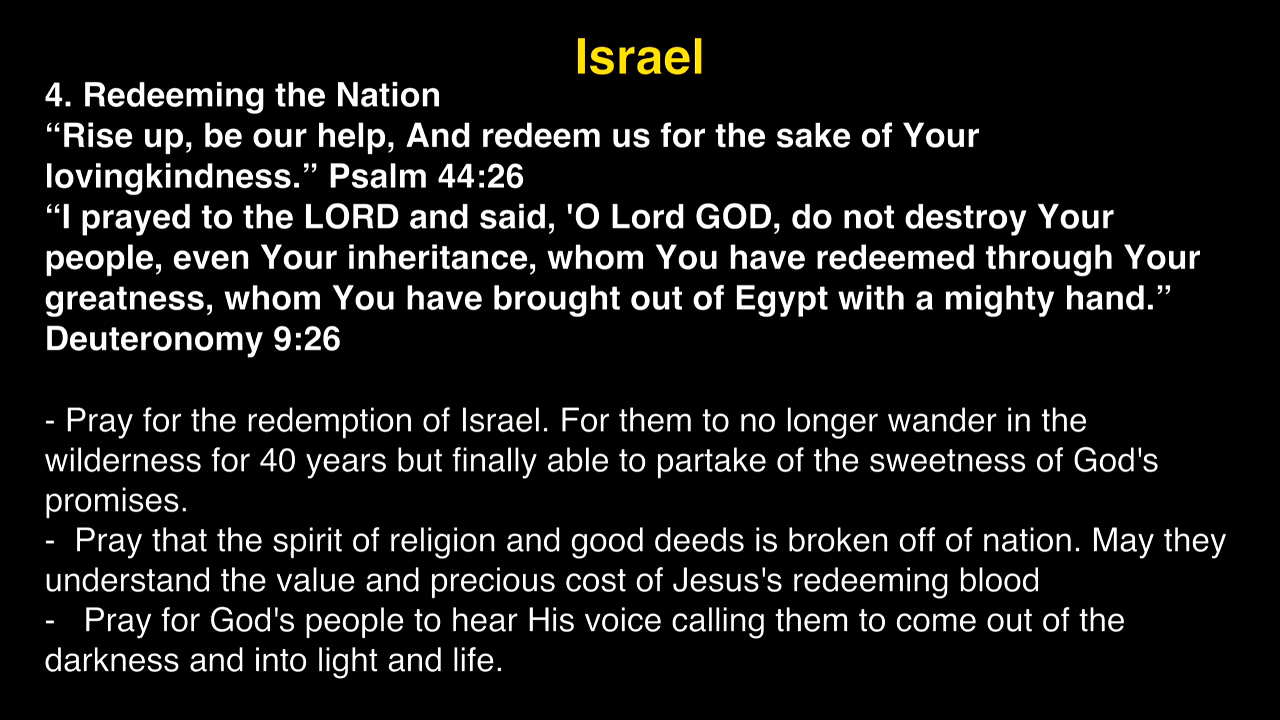 Israel
4. Redeeming the Nation
“Rise up, be our help, And redeem us for the sake of Your
lovingkindness.” Psalm 44:26
“I prayed to the LORD and said, 'O Lord GOD, do not destroy Your
people, even Your inheritance, whom You have redeemed through Your
greatness, whom You have brought out of Egypt with a mighty hand.”
Deuteronomy 9:26
- Pray for the redemption of Israel. For them to no longer wander in the
wilderness for 40 years but finally able to partake of the sweetness of God's
promises.
-  Pray that the spirit of religion and good deeds is broken off of nation. May they
understand the value and precious cost of Jesus's redeeming blood
-   Pray for God's people to hear His voice calling them to come out of the
darkness and into light and life.